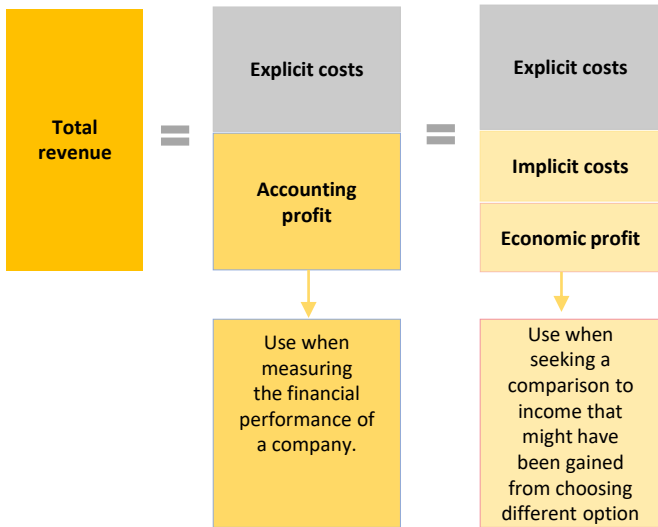 Total
revenue
=
Explicit costs
Accounting
profit
=
Explicit costs
Implicit costs
Economic profit
Use when
measuring
the financial
performance of
a company.
Use when
seeking a
comparison to
income that
might have
been gained
from choosing
different option